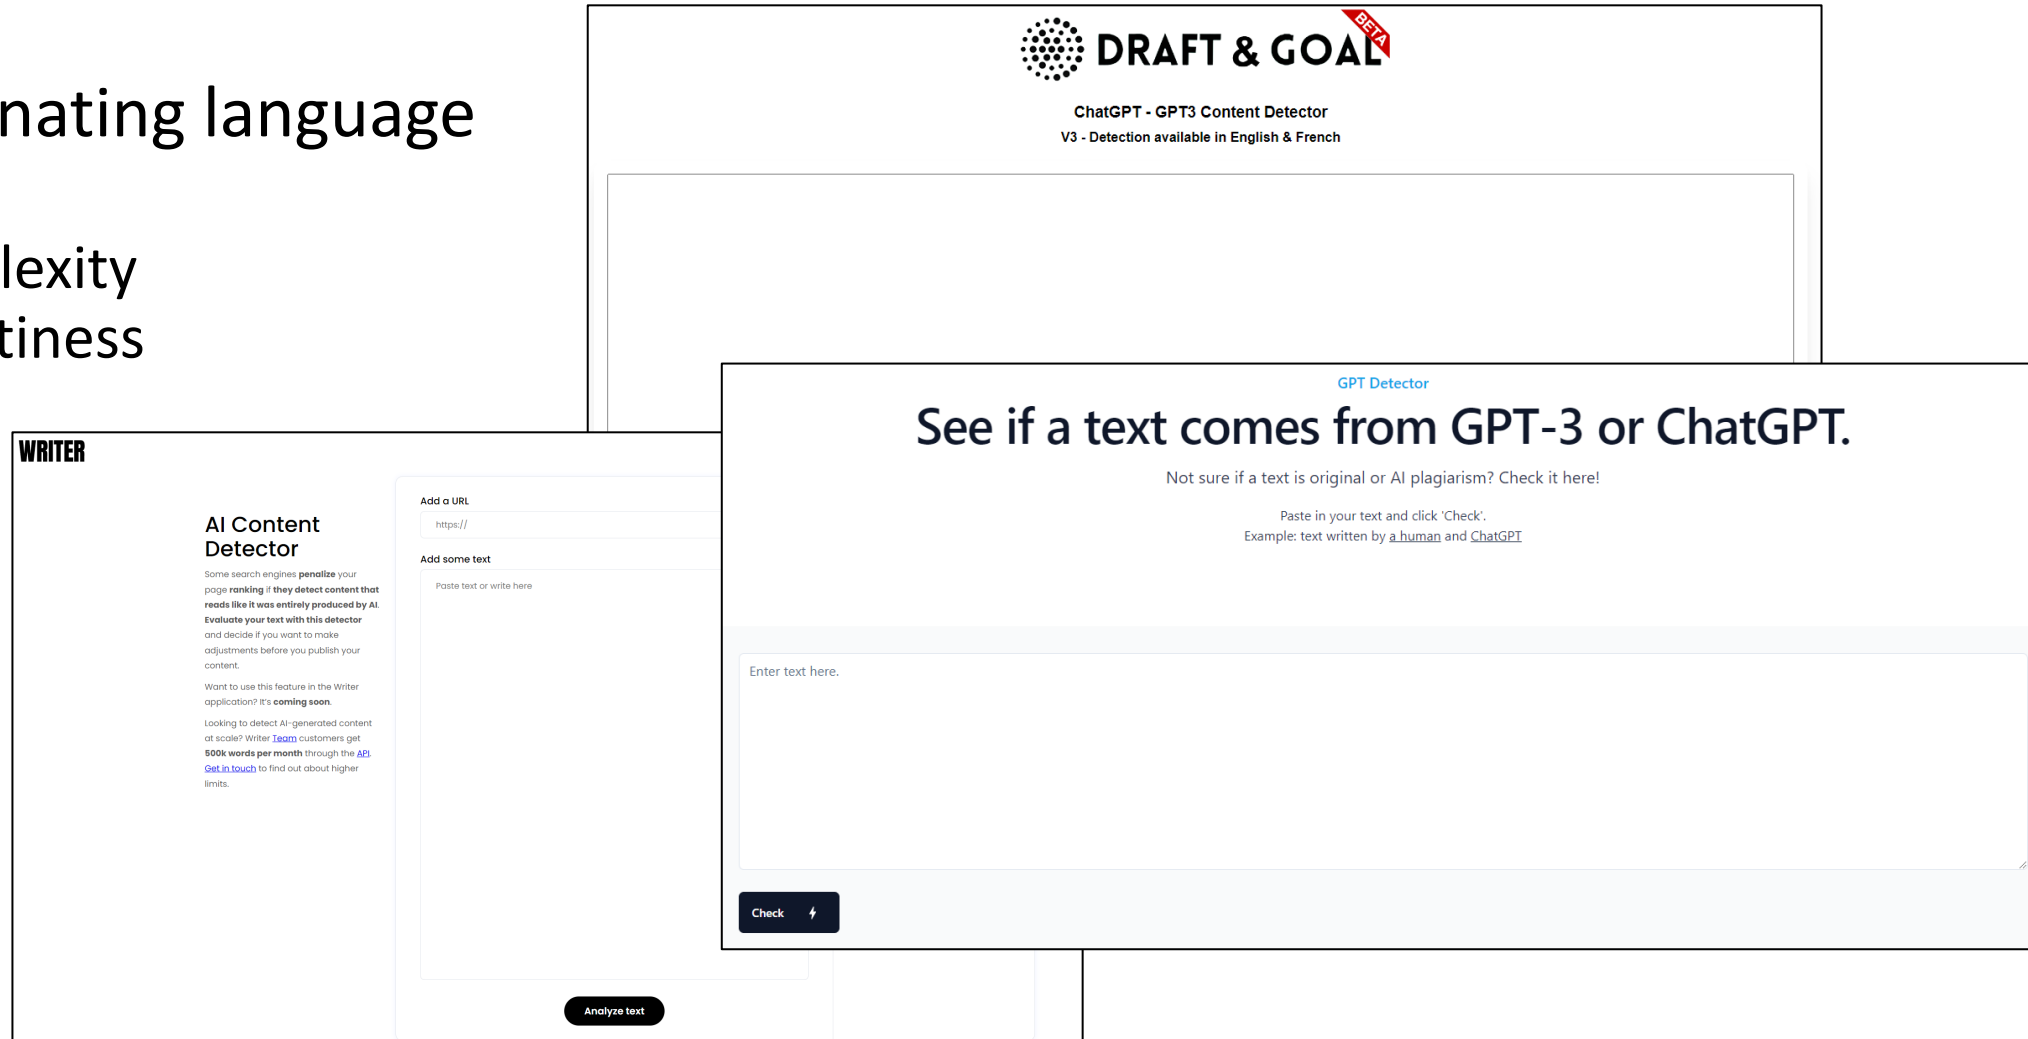 nating language
lexity
tiness
DRAFT & GOAL
BETA
ChatGPT - GPT3 Content Detector
V3 - Detection available in English & French
GPT Detector
See if a text comes from GPT-3 or ChatGPT.
Not sure if a text is original or AI plagiarism? Check it here!
Paste in your text and click 'Check'.
Example: text written by a human and ChatGPT
Enter text here.
Check
WRITER
AI Content
Detector
Some search engines penalize your
page ranking if they detect content that
reads like it was entirely produced by AI.
Evaluate your text with this detector
and decide if you want to make
adjustments before you publish your
content.
Want to use this feature in the Writer
application? It's coming soon.
Looking to detect AI-generated content
at scale? Writer Team customers get
500k words per month through the API.
Get in touch to find out about higher
limits.
Add a URL
https://
Add some text
Paste text or write here
Analyze text